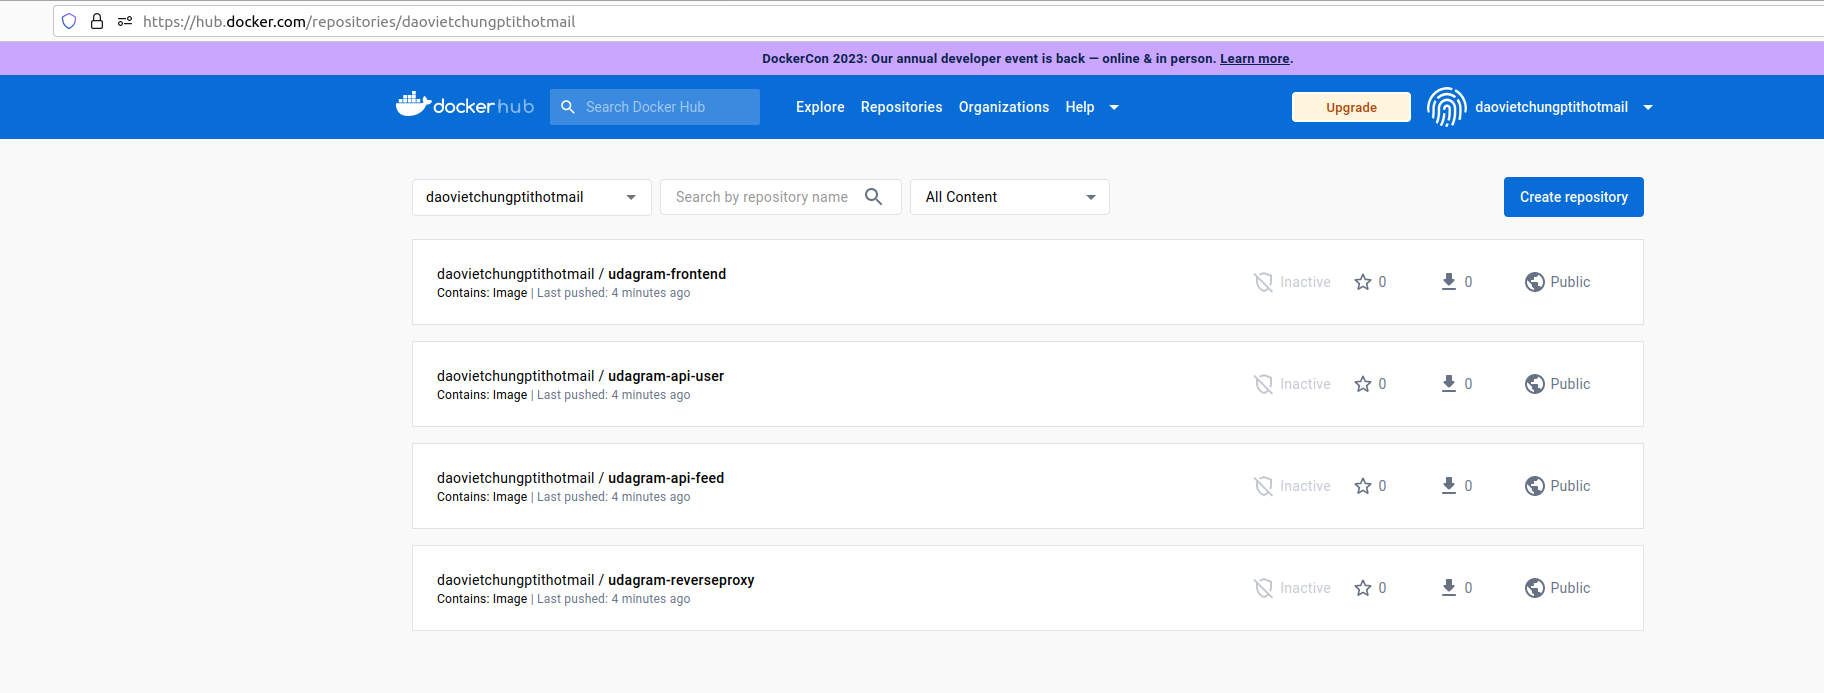 https://hub.docker.com/repositories/daovietchungptithotmail
DockerCon 2023: Our annual developer event is back — online & in person. Learn more.
dockerhub Search Docker Hub Explore Repositories Organizations Help Upgrade daovietchungptithotmail
daovietchungptithotmail Search by repository name All Content Create repository
daovietchungptithotmail / udagram-frontend
Contains: Image | Last pushed: 4 minutes ago
Inactive 0 0 Public
daovietchungptithotmail / udagram-api-user
Contains: Image | Last pushed: 4 minutes ago
Inactive 0 0 Public
daovietchungptithotmail / udagram-api-feed
Contains: Image | Last pushed: 4 minutes ago
Inactive 0 0 Public
daovietchungptithotmail / udagram-reverseproxy
Contains: Image | Last pushed: 4 minutes ago
Inactive 0 0 Public